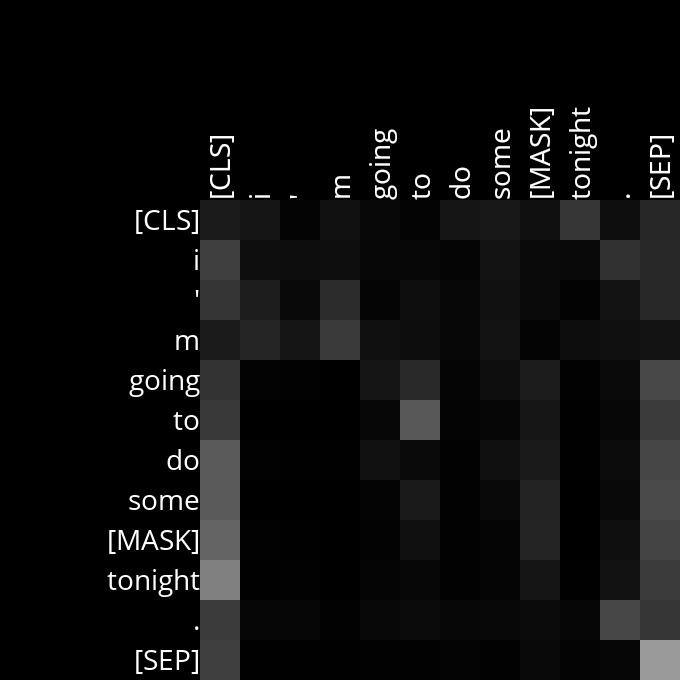 [CLS] i ' m going to do some [MASK] tonight . [SEP]
[CLS]
i
'
m
going
to
do
some
[MASK]
tonight
.
[SEP]